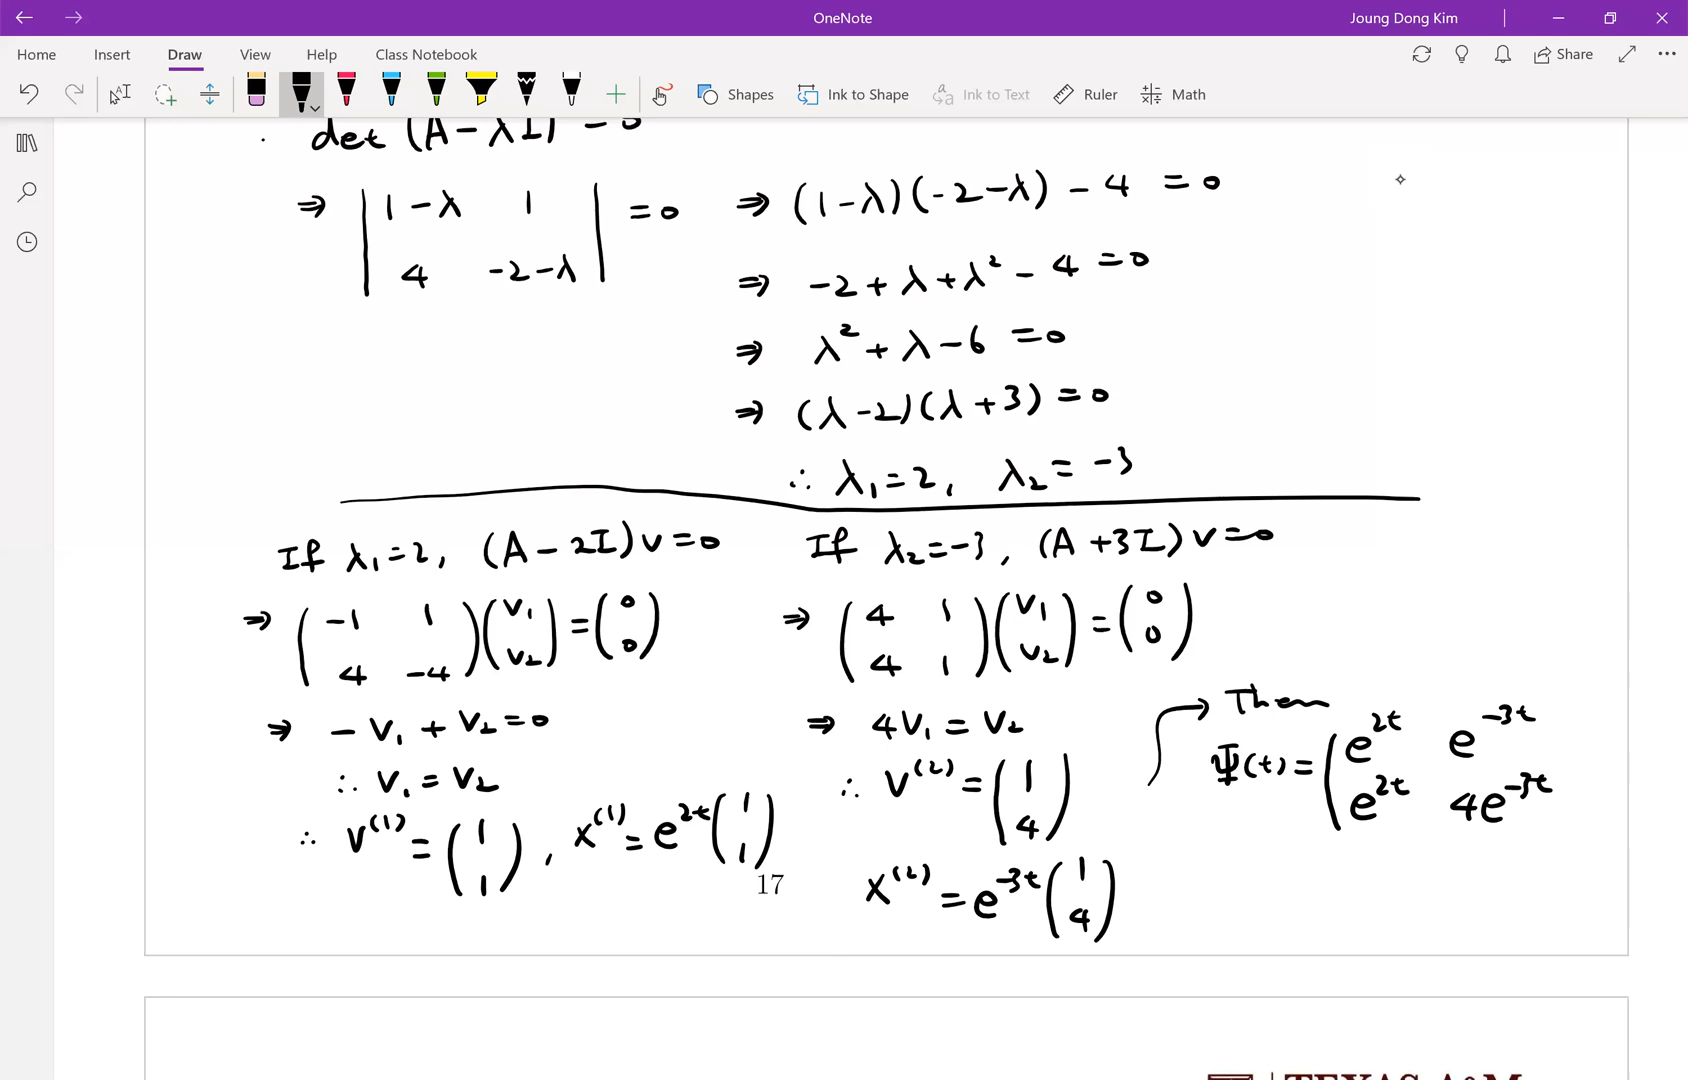 OneNote
Joung Dong Kim
Home Insert Draw View Help Class Notebook
Share
Shapes Ink to Shape Ink to Text Ruler Math
det (A - λI) = 0
⇒ | 1-λ 1 | = 0 ⇒ (1-λ)(-2-λ) - 4 = 0
| 4 -2-λ |
⇒ -2 + λ + λ² - 4 = 0
⇒ λ² + λ - 6 = 0
⇒ (λ-2)(λ+3) = 0
∴ λ₁ = 2, λ₂ = -3
If λ₁ = 2, (A - 2I)v = 0
⇒ (-1 1; 4 -4)(v₁; v₂) = (0; 0)
⇒ -v₁ + v₂ = 0
∴ v₁ = v₂
∴ v⁽¹⁾ = (1; 1), x⁽¹⁾ = e²ᵗ(1; 1)
If λ₂ = -3, (A + 3I)v = 0
⇒ (4 1; 4 1)(v₁; v₂) = (0; 0)
⇒ 4v₁ = v₂
∴ v⁽²⁾ = (1; 4)
x⁽²⁾ = e⁻³ᵗ(1; 4)
Then
Ψ(t) = (e²ᵗ e⁻³ᵗ
e²ᵗ 4e⁻³ᵗ
17
TEXAS A&M